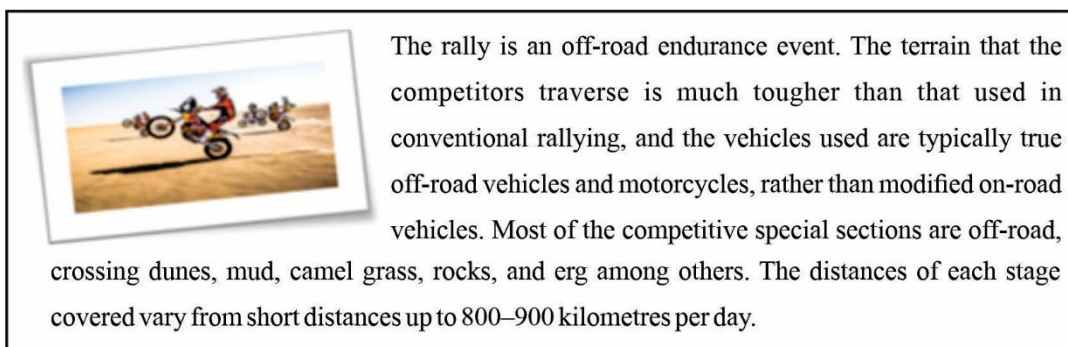 The rally is an off-road endurance event. The terrain that the
competitors traverse is much tougher than that used in
conventional rallying, and the vehicles used are typically true
off-road vehicles and motorcycles, rather than modified on-road
vehicles. Most of the competitive special sections are off-road,
crossing dunes, mud, camel grass, rocks, and erg among others. The distances of each stage
covered vary from short distances up to 800–900 kilometres per day.